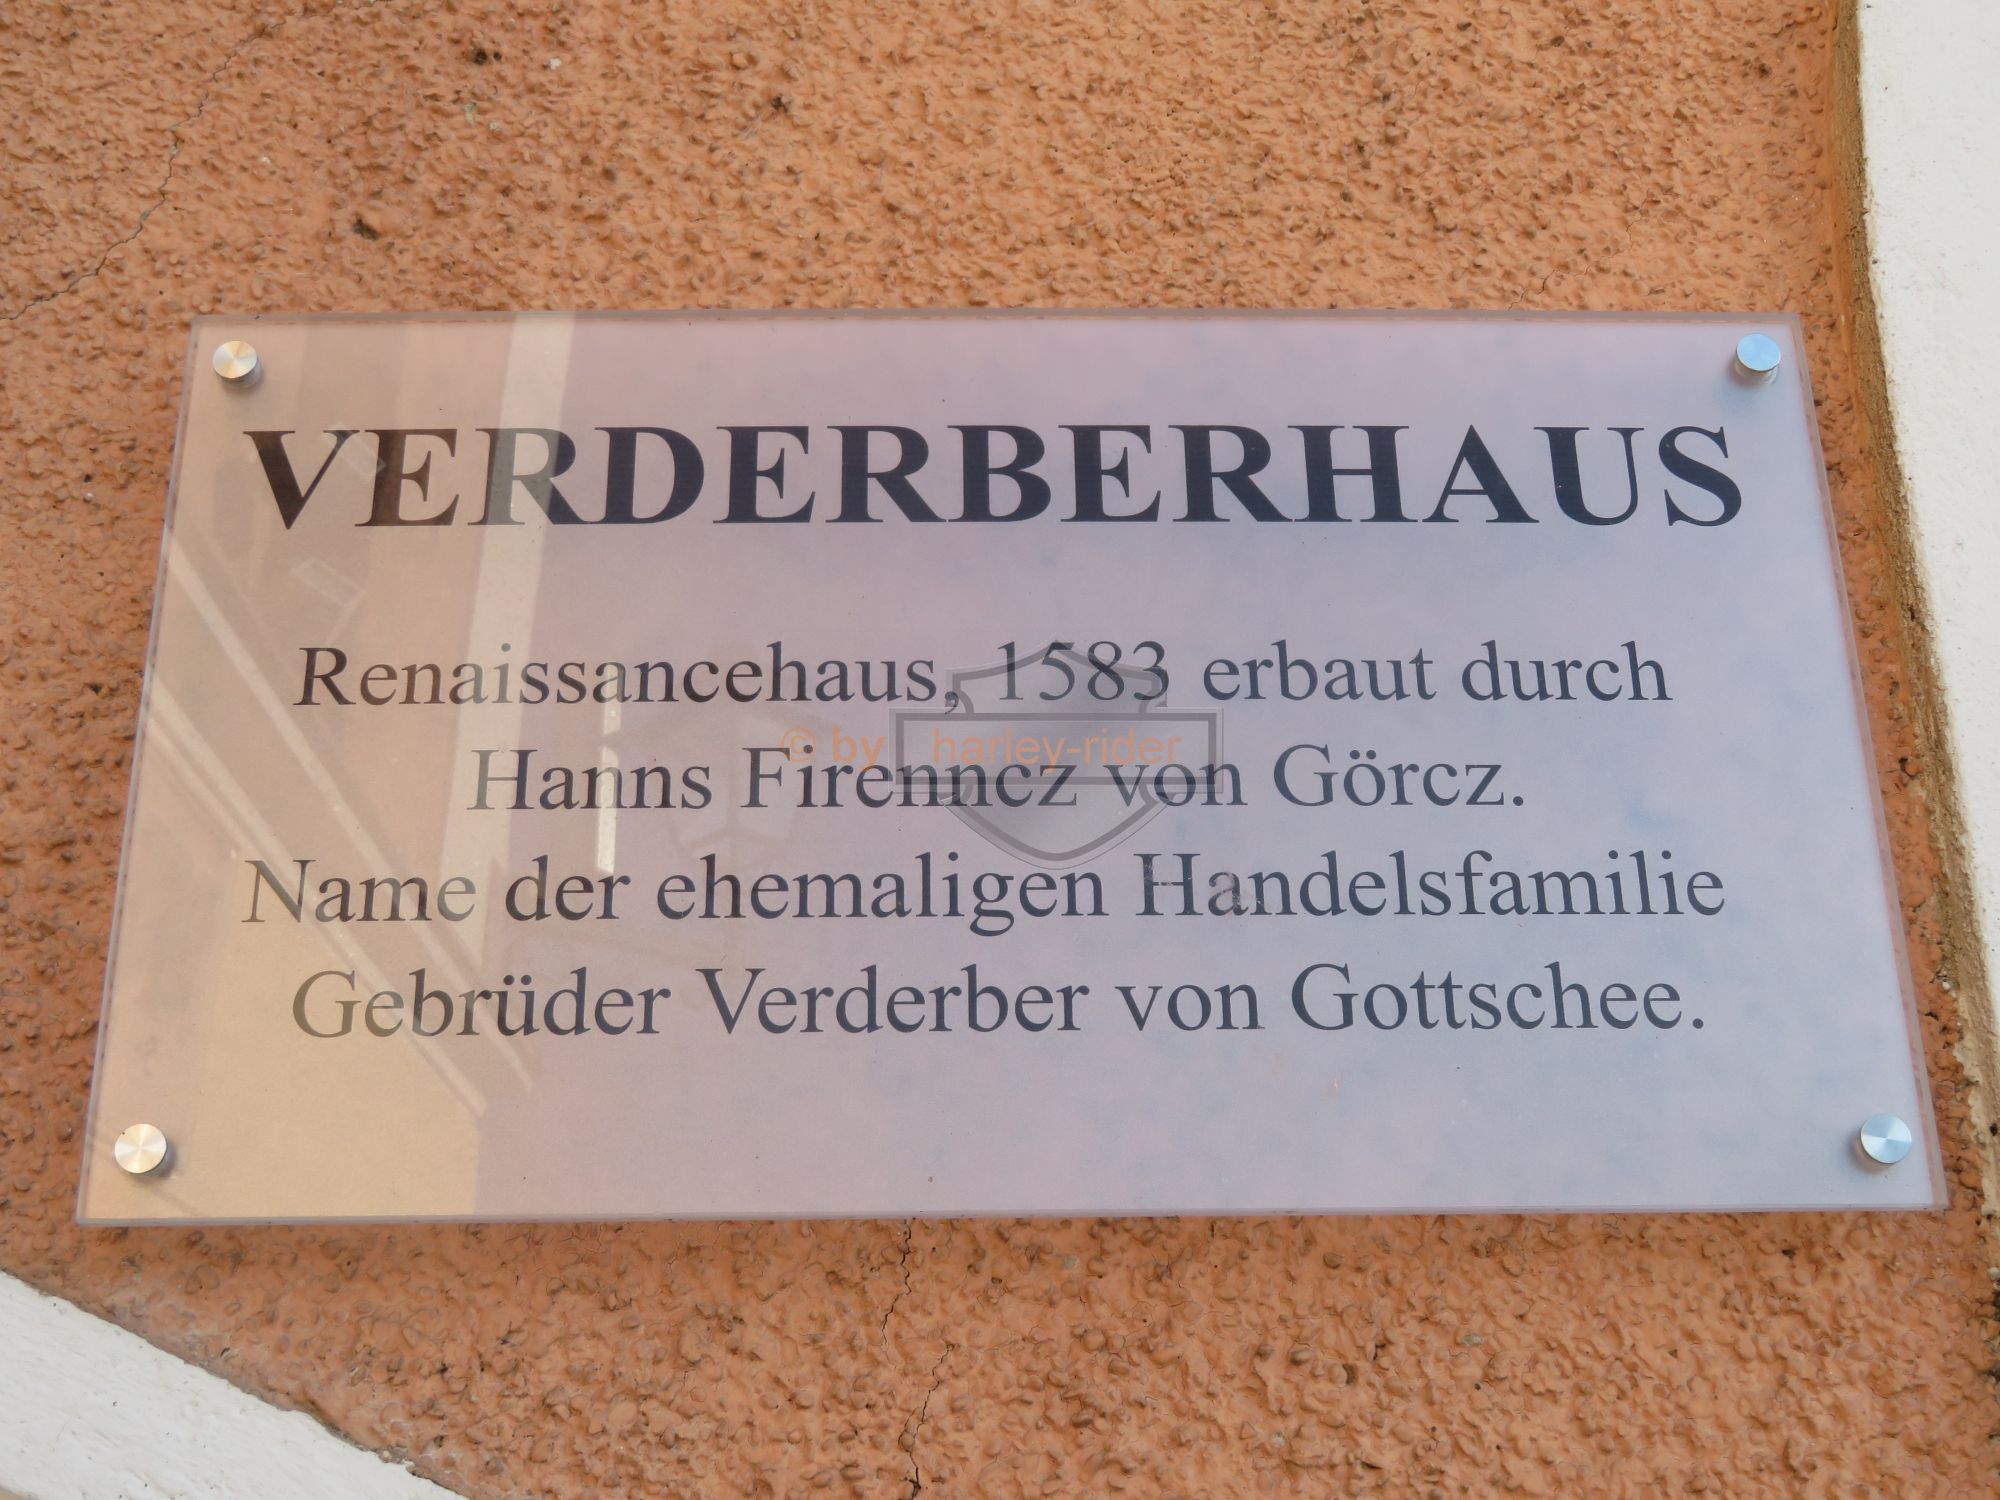 VERDERBERHAUS
Renaissancehaus, 1583 erbaut durch
© by harley-rider
Hanns Firenncz von Görcz.
Name der ehemaligen Handelsfamilie
Gebrüder Verderber von Gottschee.